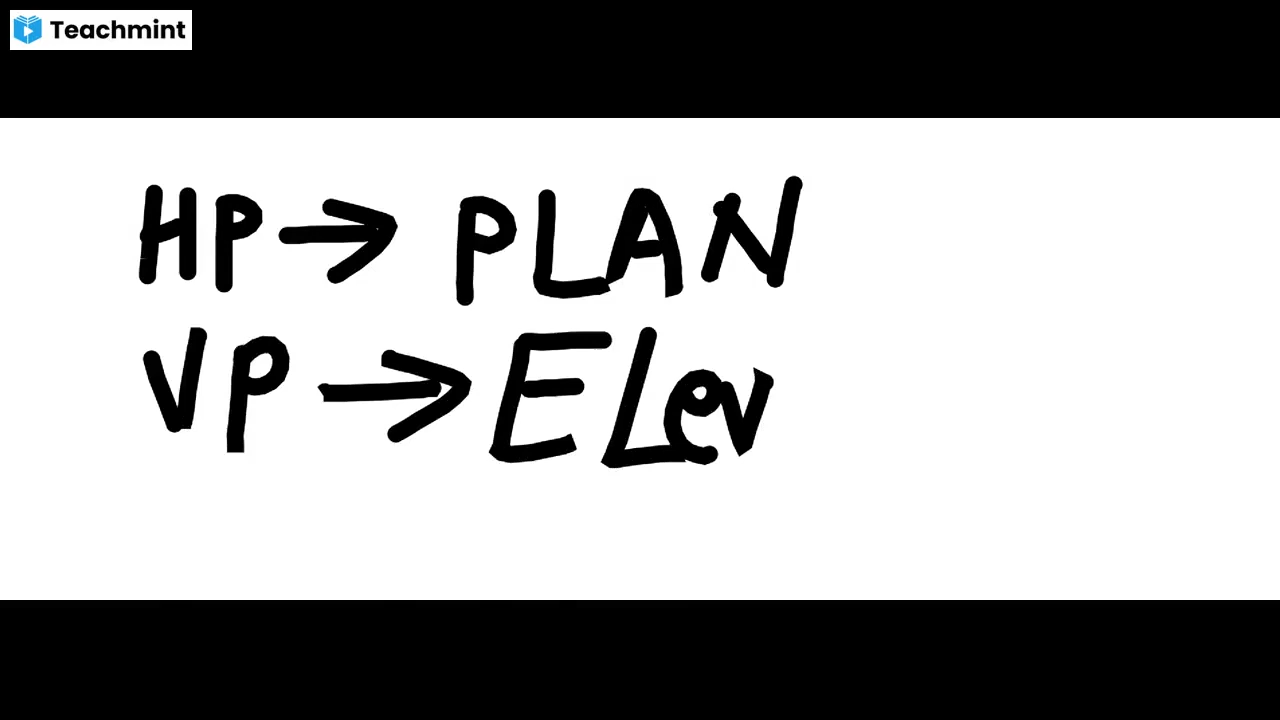 Teachmint
HP → PLAN
VP → ELev